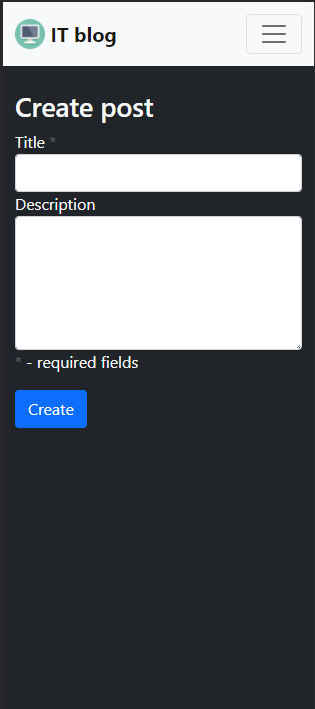 IT blog
Create post
Title *
Description
* - required fields
Create